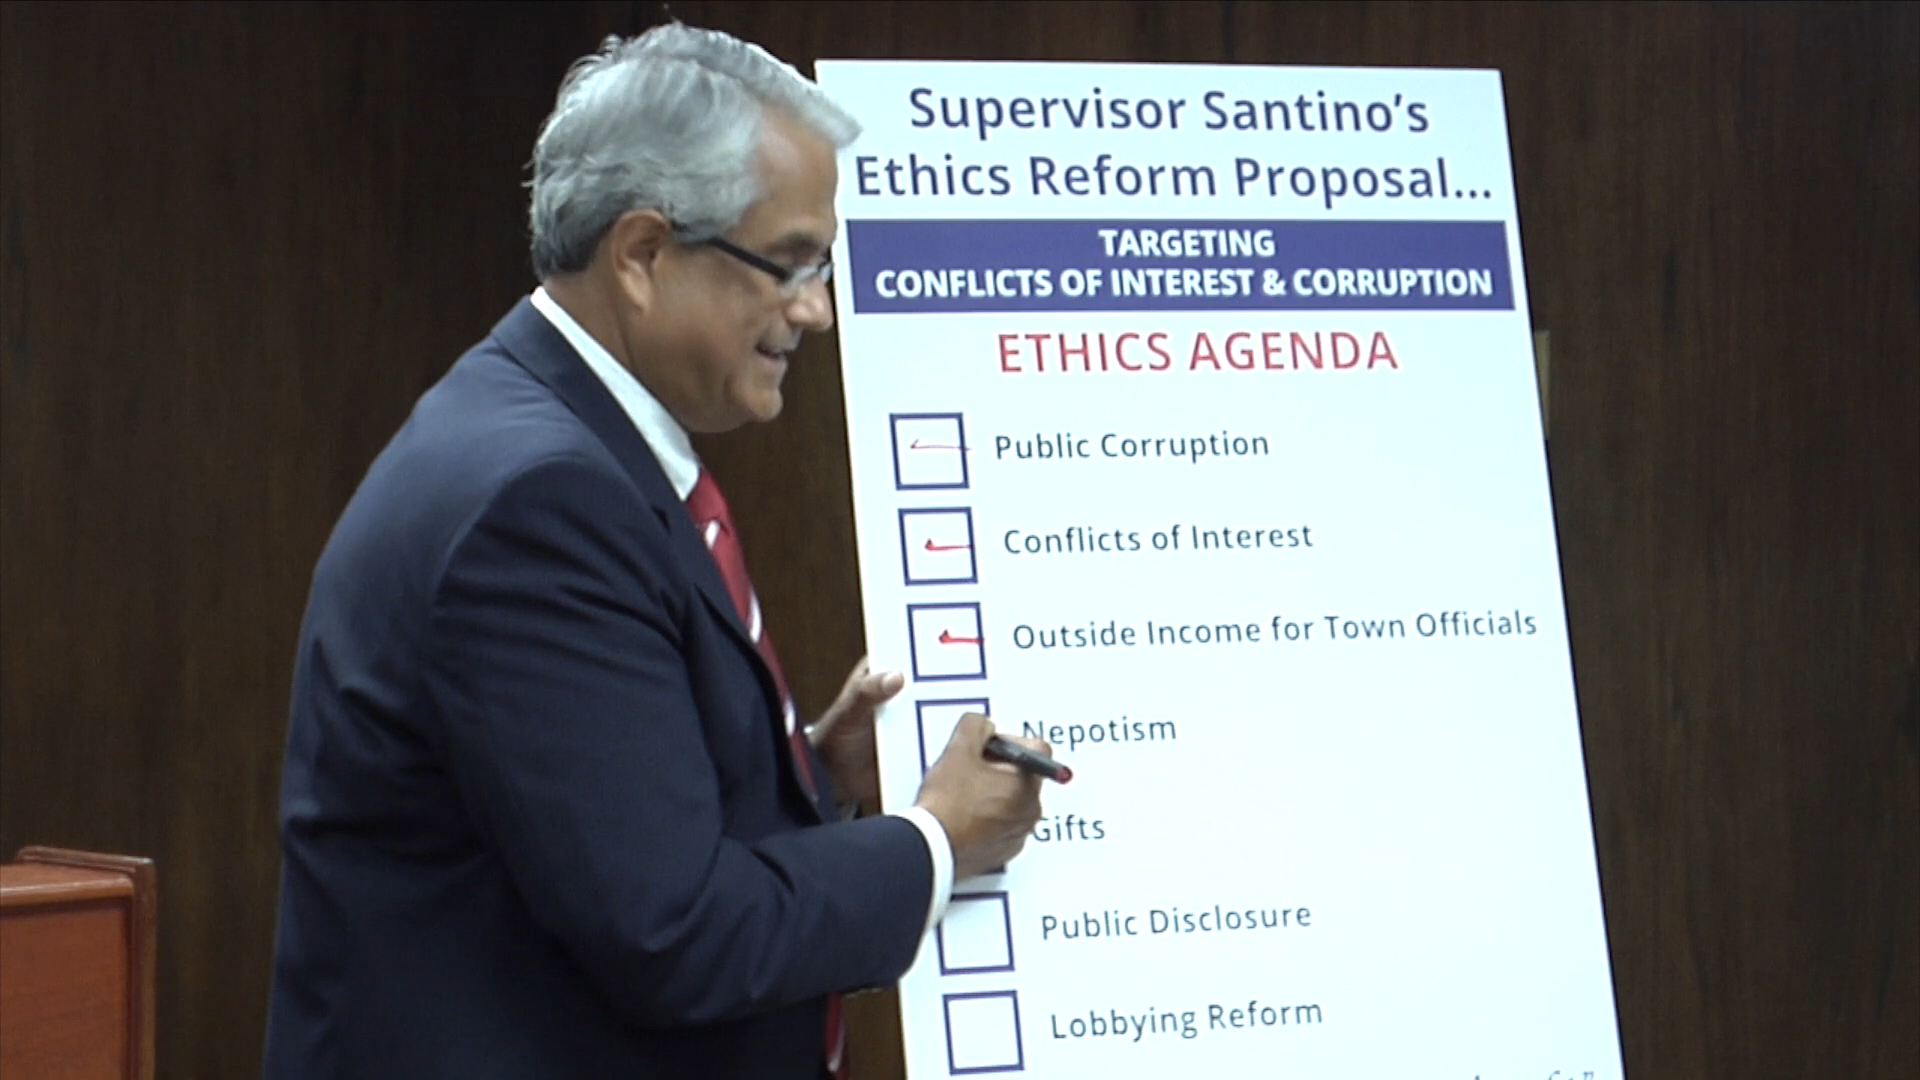 Supervisor Santino’s
Ethics Reform Proposal...
TARGETING
CONFLICTS OF INTEREST & CORRUPTION
ETHICS AGENDA
Public Corruption
Conflicts of Interest
Outside Income for Town Officials
Nepotism
Gifts
Public Disclosure
Lobbying Reform